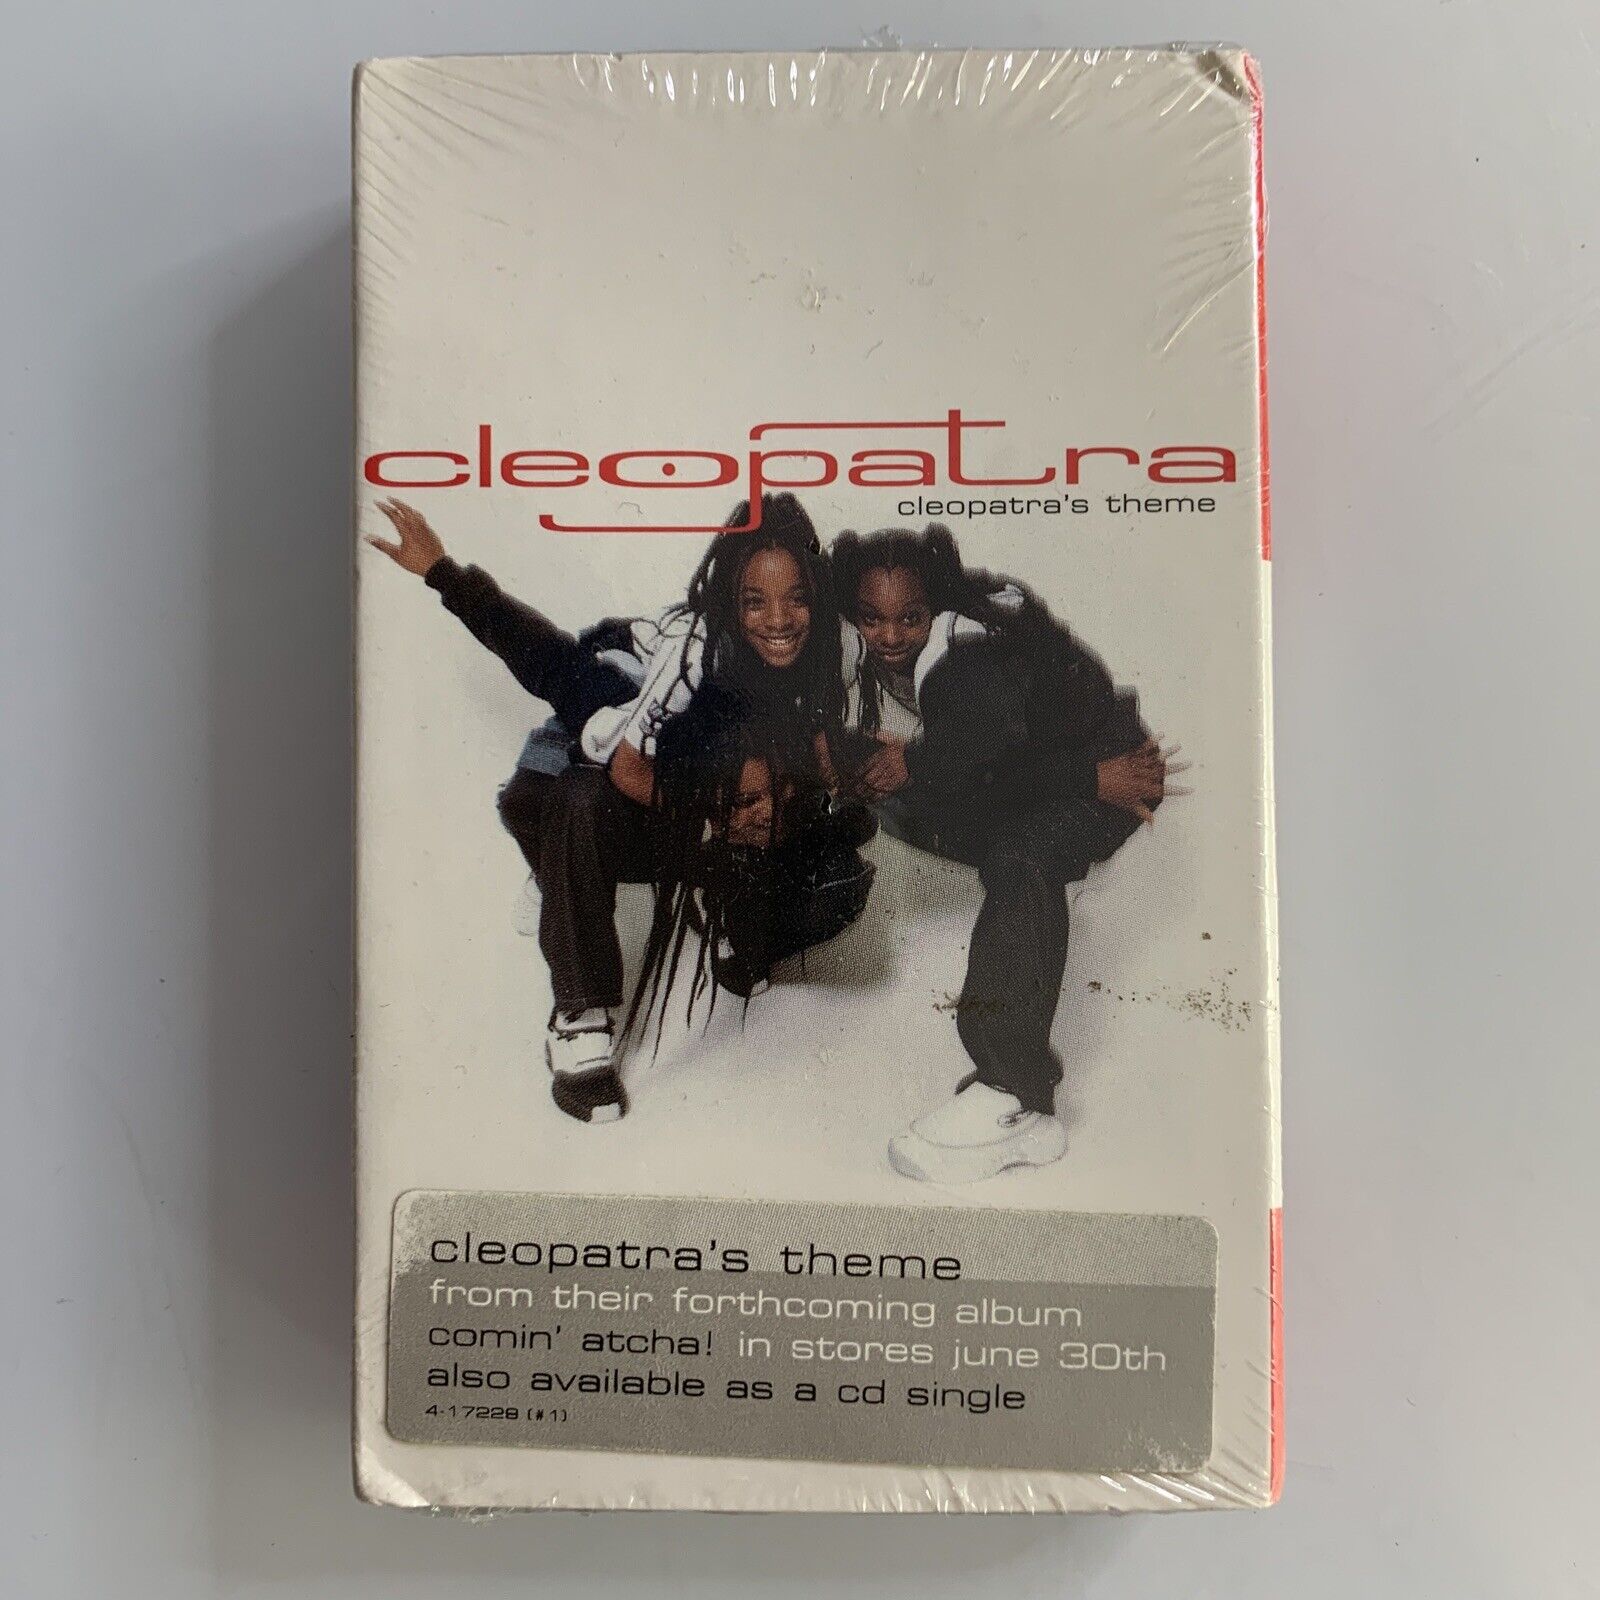 cleopatra
cleopatra's theme
cleopatra's theme
from their forthcoming album
comin' atcha! in stores june 30th
also available as a cd single
4-17228 (#1)